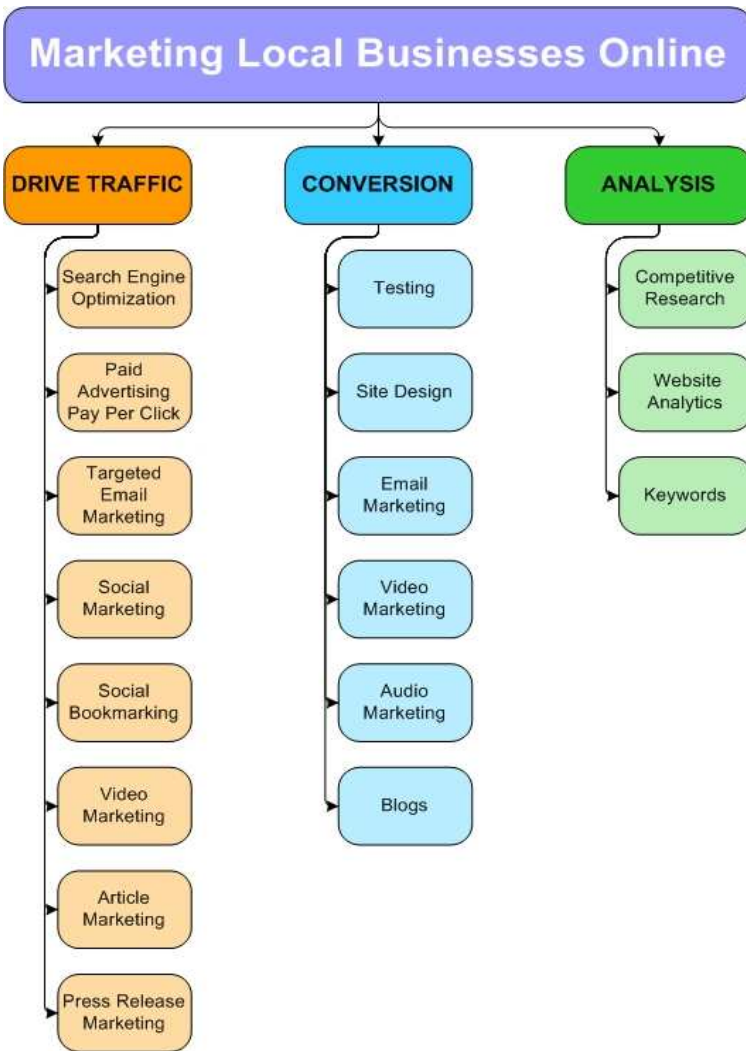 Marketing Local Businesses Online
DRIVE TRAFFIC
Search Engine
Optimization
Paid
Advertising
Pay Per Click
Targeted
Email
Marketing
Social
Marketing
Social
Bookmarking
Video
Marketing
Article
Marketing
Press Release
Marketing
CONVERSION
Testing
Site Design
Email
Marketing
Video
Marketing
Audio
Marketing
Blogs
ANALYSIS
Competitive
Research
Website
Analytics
Keywords